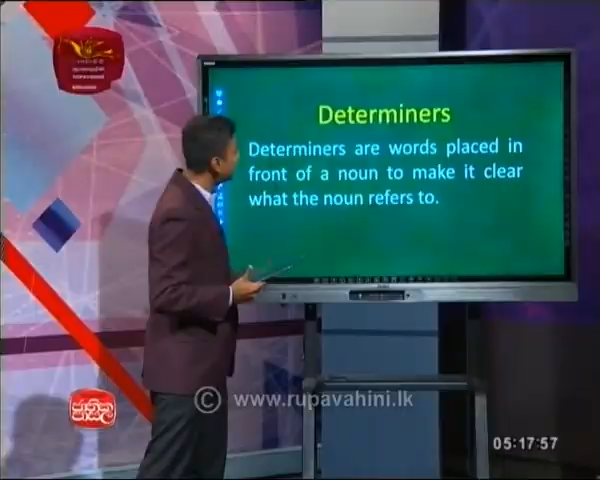 Determiners
Determiners are words placed in
front of a noun to make it clear
what the noun refers to.
© www.rupavahini.lk
05:17:57